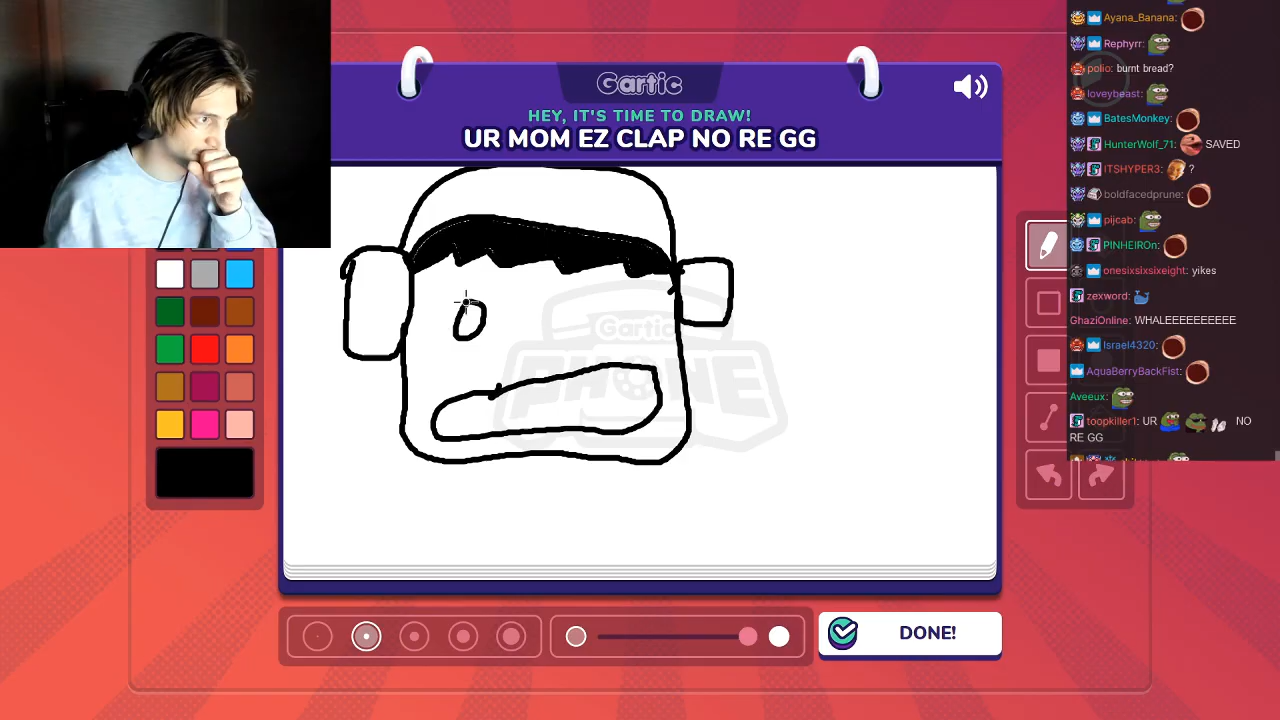 Gartic
HEY, IT'S TIME TO DRAW!
UR MOM EZ CLAP NO RE GG
Gartic
PHONE
DONE!
Ayana_Banana:
Rephyrr:
polio: burnt bread?
loveybeast:
BatesMonkey:
HunterWolf_71: SAVED
ITSHYPER3: ?
boldfacedprune:
pijcab:
PINHEIROn:
onesixsixsixeight: yikes
zexword:
GhaziOnline: WHALEEEEEEEEEE
Israel4320:
AquaBerryBackFist:
Aveeux:
toopkiller1: UR NO
RE GG